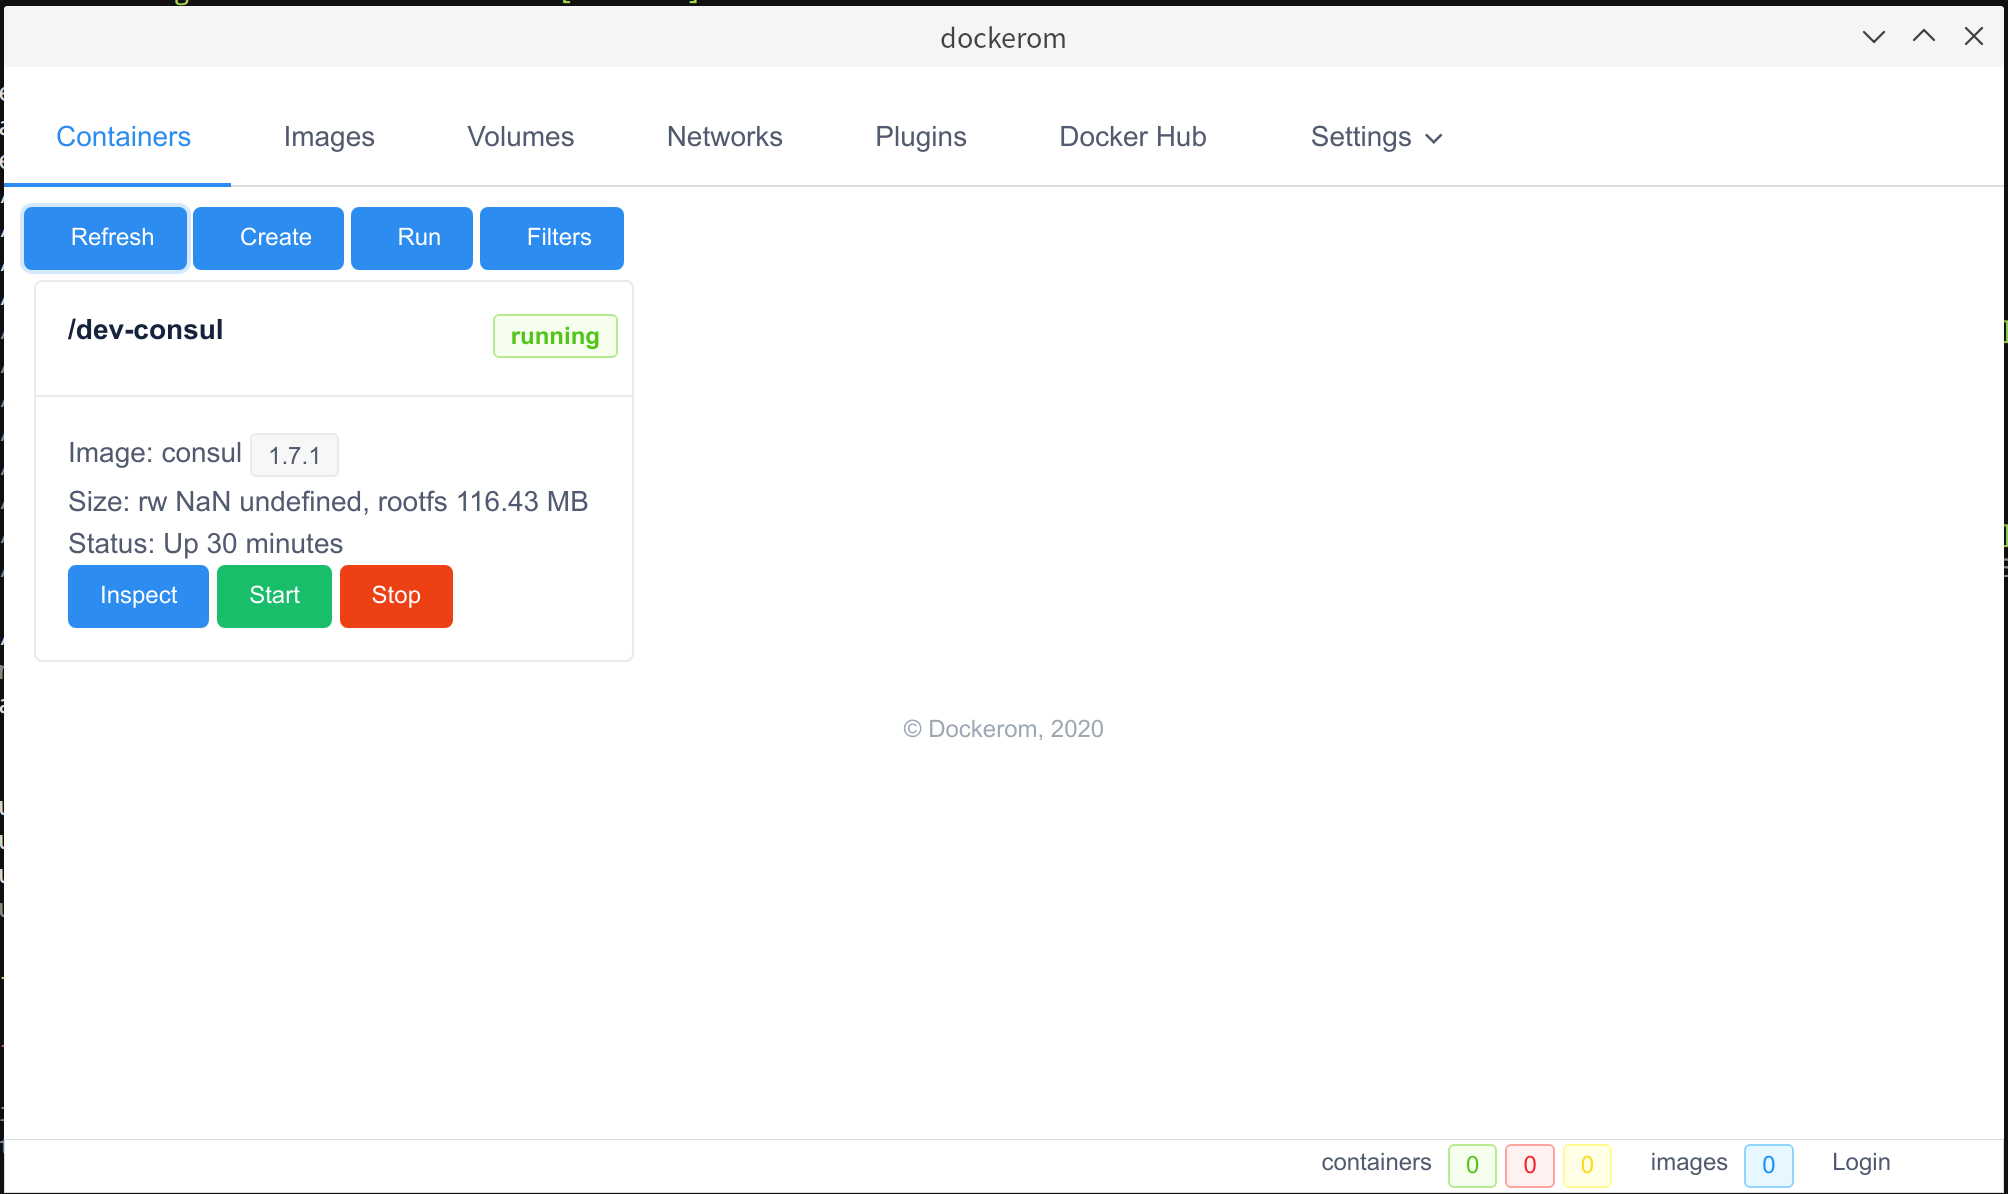 dockerom
Containers Images Volumes Networks Plugins Docker Hub Settings
Refresh Create Run Filters
/dev-consul running
Image: consul 1.7.1
Size: rw NaN undefined, rootfs 116.43 MB
Status: Up 30 minutes
Inspect Start Stop
© Dockerom, 2020
containers 0 0 0 images 0 Login